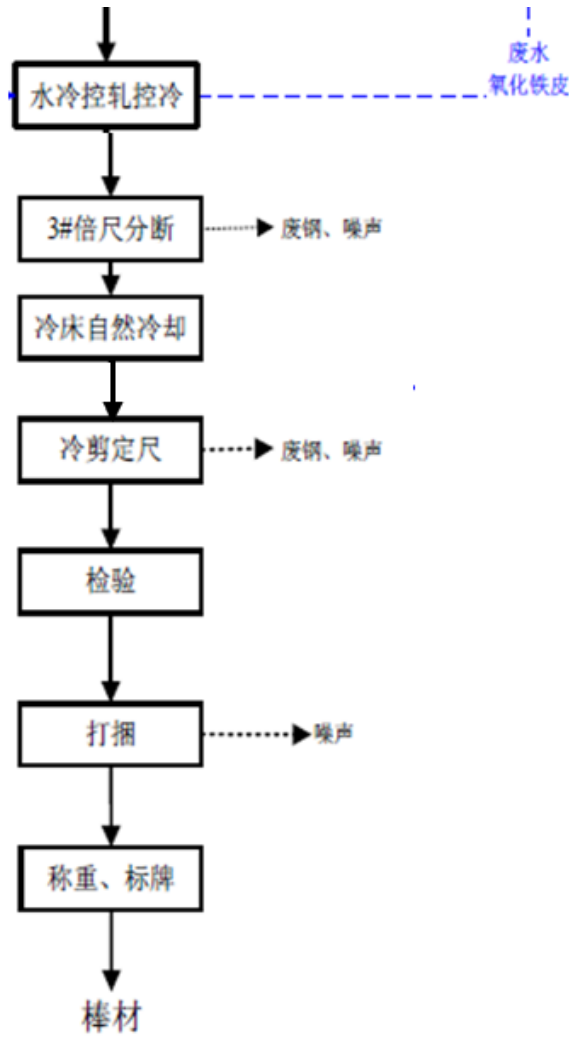 废水
氧化铁皮
水冷控轧控冷
3#倍尺分断
废钢、噪声
冷床自然冷却
冷剪定尺
废钢、噪声
检验
打捆
噪声
称重、标牌
棒材